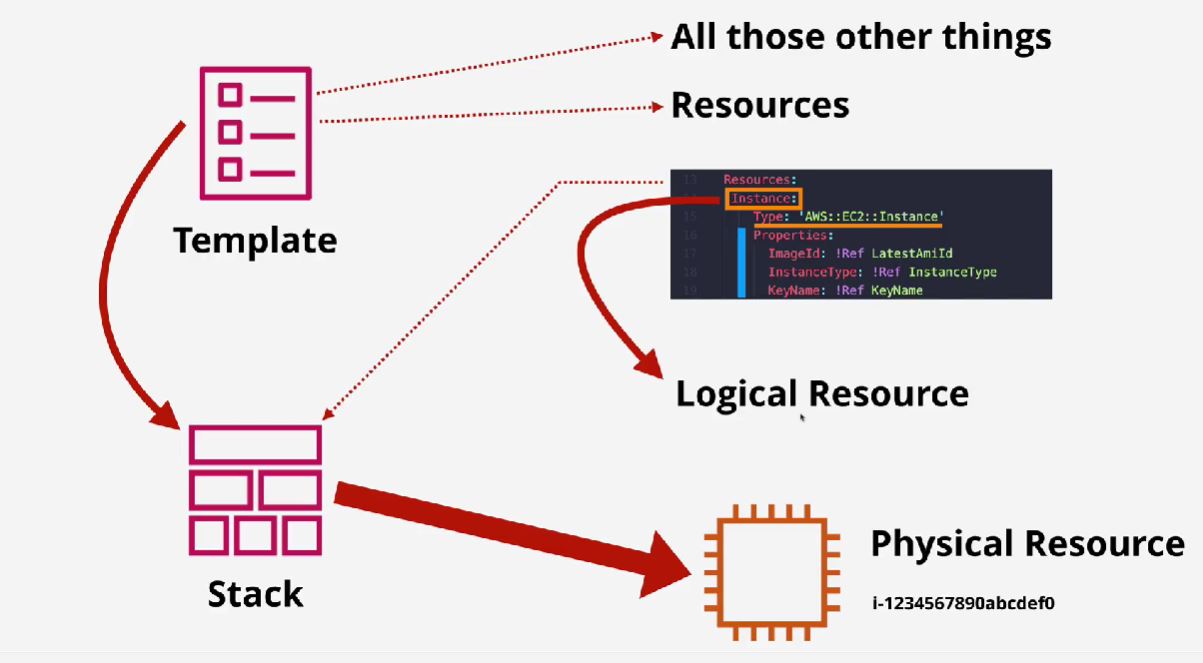 All those other things
Resources
Template
13 Resources:
Instance:
15 Type: 'AWS::EC2::Instance'
16 Properties:
17 ImageId: !Ref LatestAmiId
18 InstanceType: !Ref InstanceType
19 KeyName: !Ref KeyName
Logical Resource
Stack
Physical Resource
i-1234567890abcdef0